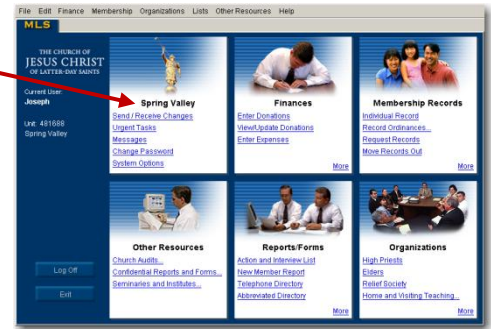 File Edit Finance Membership Organizations Lists Other Resources Help
MLS
THE CHURCH OF
JESUS CHRIST
OF LATTER-DAY SAINTS
Current User:
Joseph
Unit: 481688
Spring Valley
Log Off
Exit
Spring Valley
Send / Receive Changes
Urgent Tasks
Messages
Change Password
System Options
Finances
Enter Donations
View/Update Donations
Enter Expenses
More
Membership Records
Individual Record
Record Ordinances...
Request Records
Move Records Out
More
Other Resources
Church Audits...
Confidential Reports and Forms...
Seminaries and Institutes...
Reports/Forms
Action and Interview List
New Member Report
Telephone Directory
Abbreviated Directory
More
Organizations
High Priests
Elders
Relief Society
Home and Visiting Teaching...
More